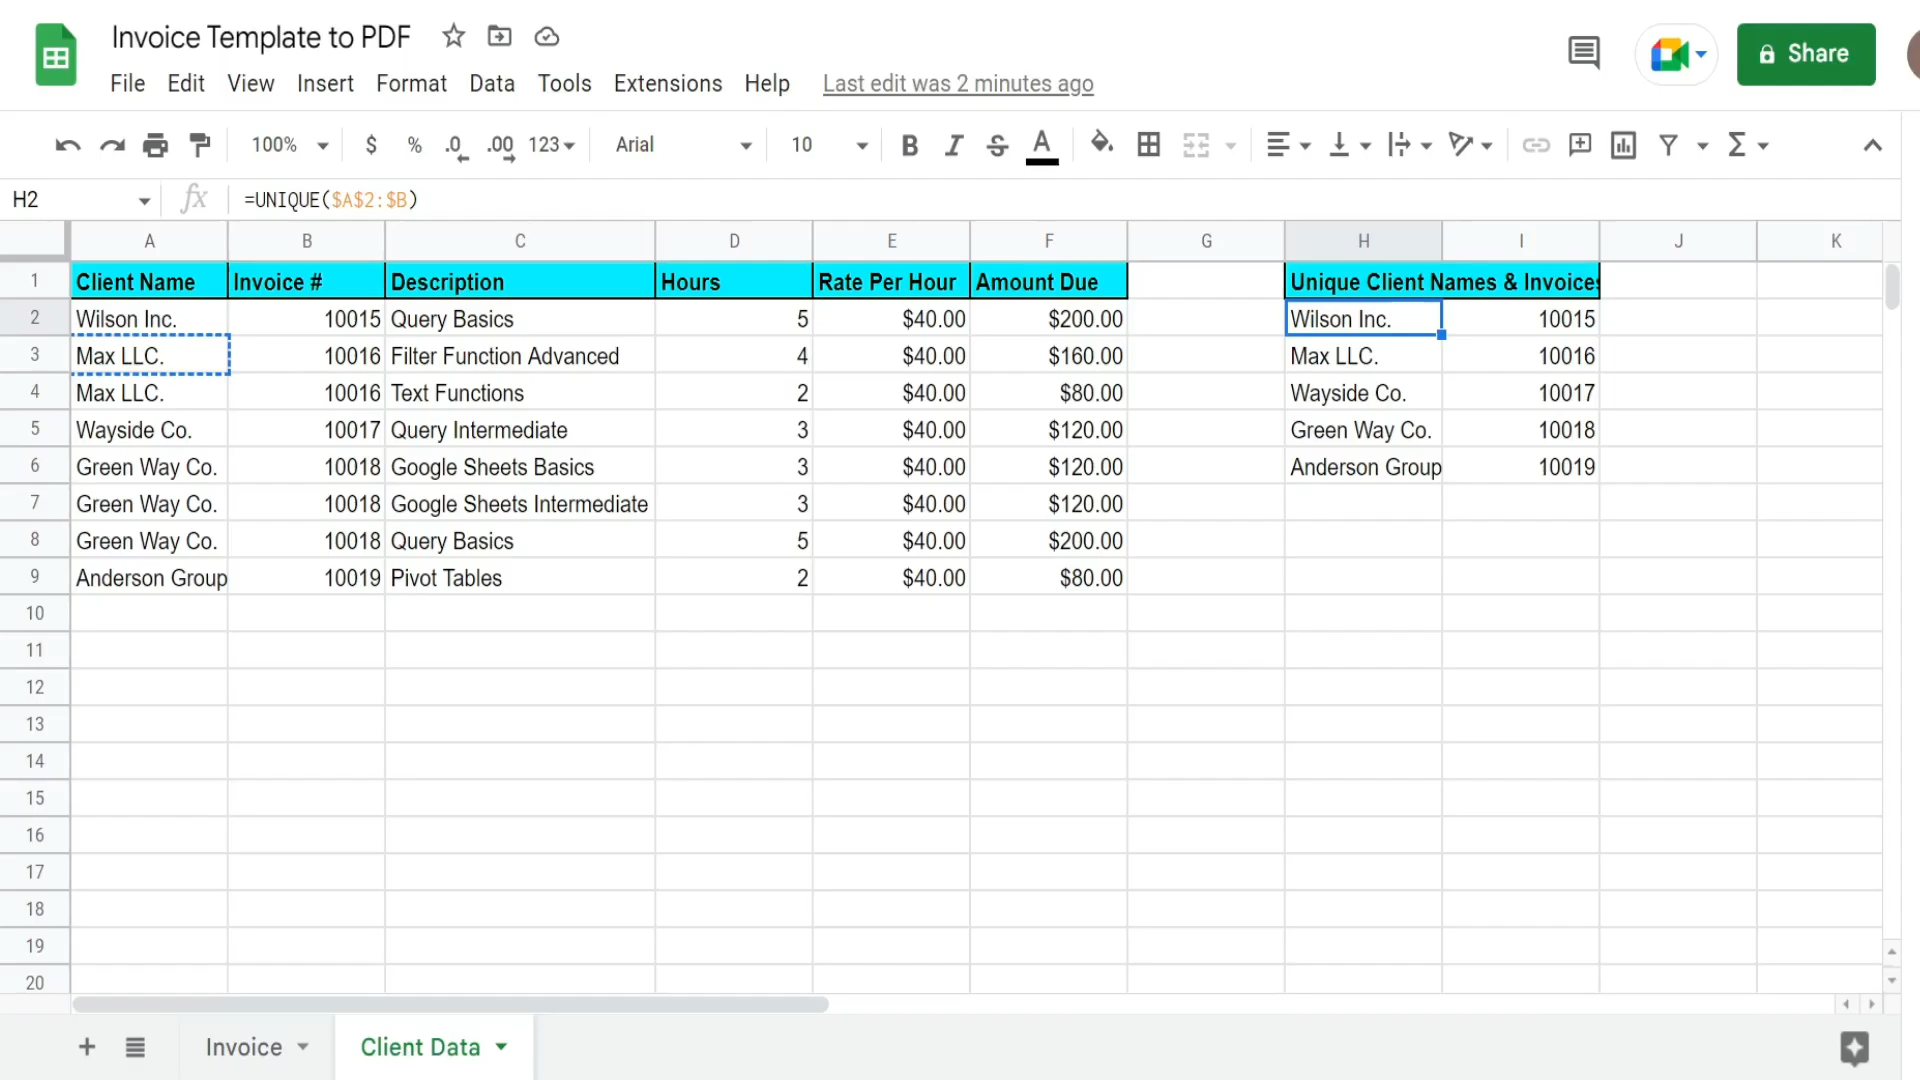 Invoice Template to PDF
File Edit View Insert Format Data Tools Extensions Help Last edit was 2 minutes ago
Share
100% $ % .0 .00 123 Arial 10 B I S A Σ
H2 fx =UNIQUE($A$2:$B)
A B C D E F G H I J K
1 Client Name Invoice # Description Hours Rate Per Hour Amount Due Unique Client Names & Invoices
2 Wilson Inc. 10015 Query Basics 5 $40.00 $200.00 Wilson Inc. 10015
3 Max LLC. 10016 Filter Function Advanced 4 $40.00 $160.00 Max LLC. 10016
4 Max LLC. 10016 Text Functions 2 $40.00 $80.00 Wayside Co. 10017
5 Wayside Co. 10017 Query Intermediate 3 $40.00 $120.00 Green Way Co. 10018
6 Green Way Co. 10018 Google Sheets Basics 3 $40.00 $120.00 Anderson Group 10019
7 Green Way Co. 10018 Google Sheets Intermediate 3 $40.00 $120.00
8 Green Way Co. 10018 Query Basics 5 $40.00 $200.00
9 Anderson Group 10019 Pivot Tables 2 $40.00 $80.00
10
11
12
13
14
15
16
17
18
19
20
Invoice Client Data